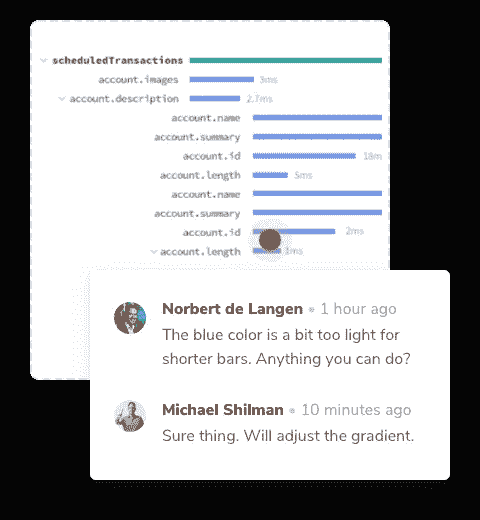 scheduledTransactions
account.images 3ms
account.description 2.7ms
account.name
account.summary
account.id 18m
account.length 5ms
account.name
account.summary
account.id 2ms
account.length 1ms
Norbert de Langen • 1 hour ago
The blue color is a bit too light for
shorter bars. Anything you can do?
Michael Shilman • 10 minutes ago
Sure thing. Will adjust the gradient.